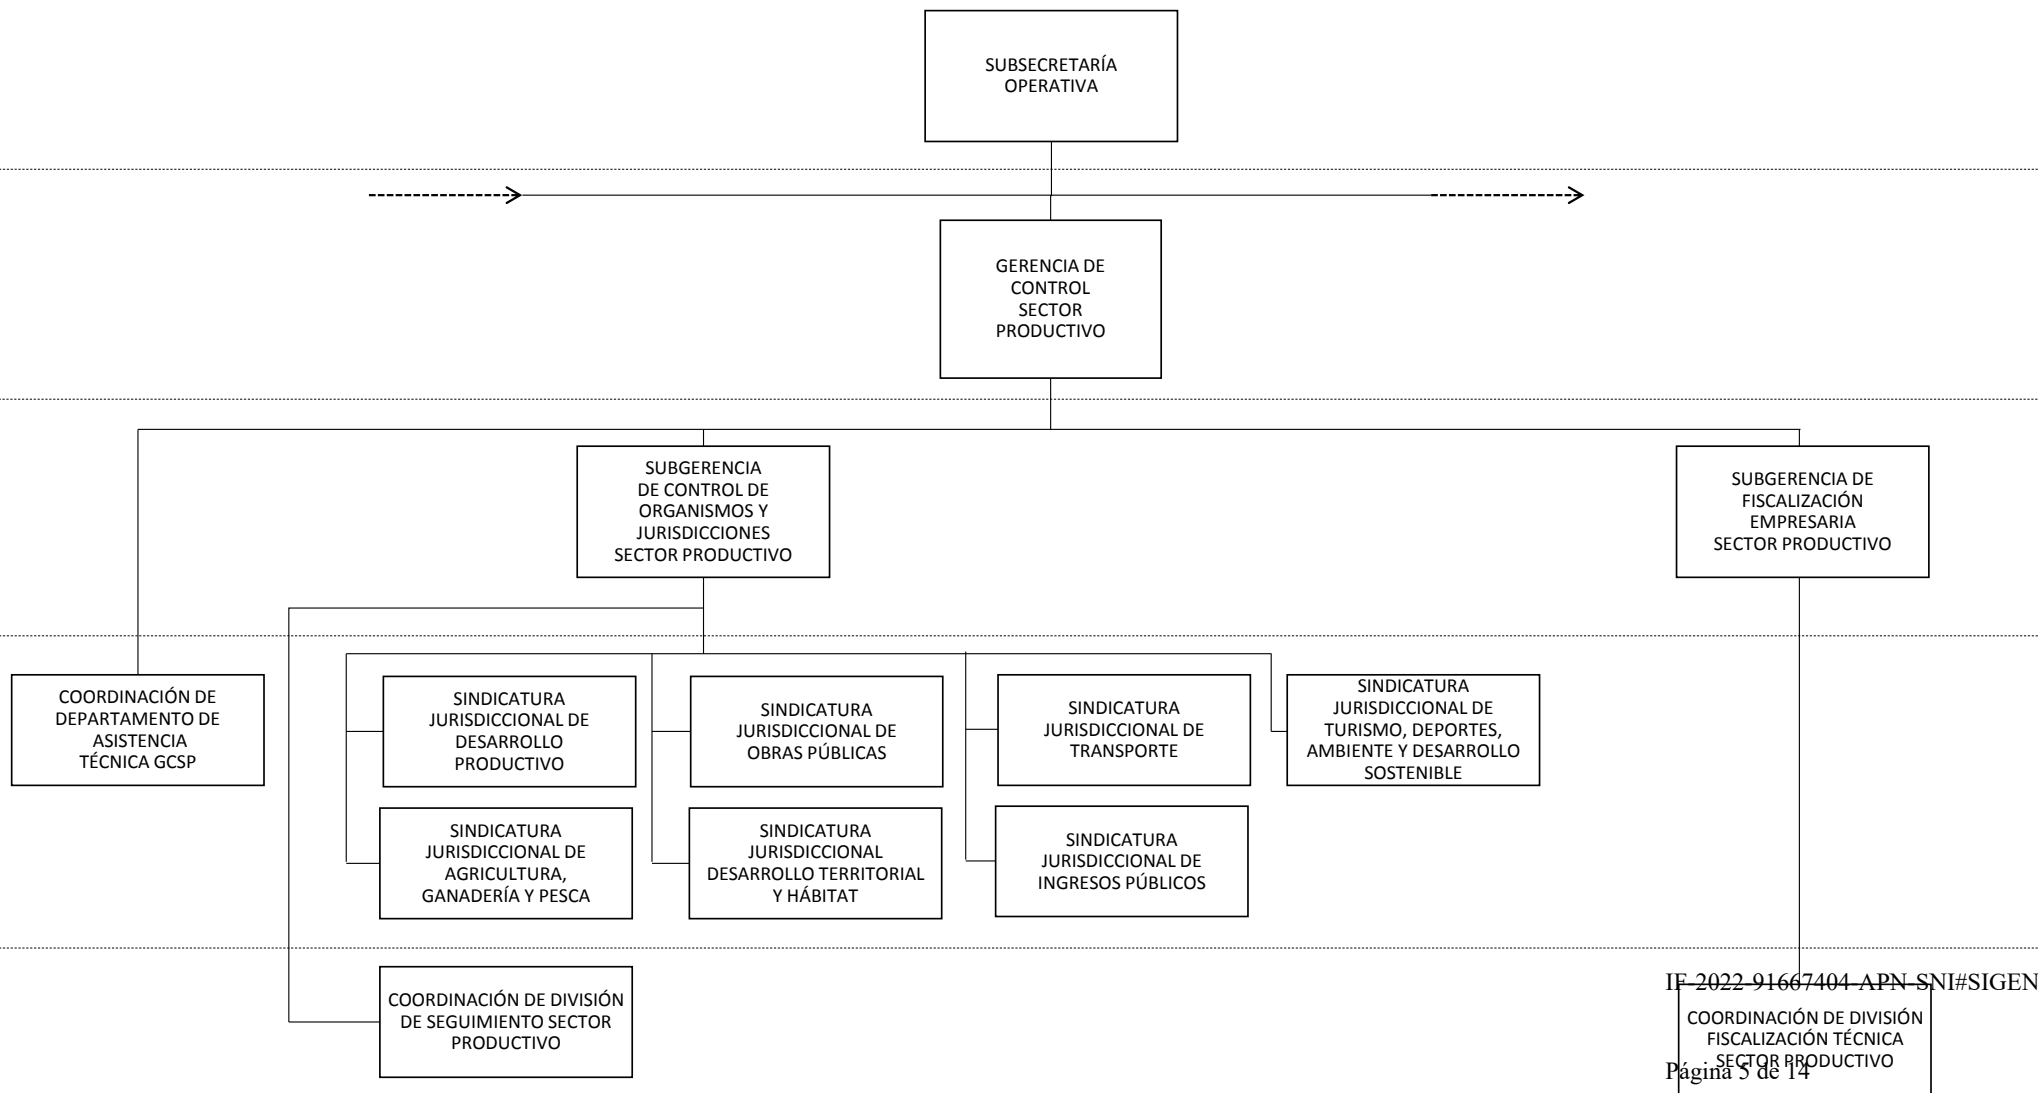 SUBSECRETARÍA
OPERATIVA
GERENCIA DE
CONTROL
SECTOR
PRODUCTIVO
SUBGERENCIA
DE CONTROL DE
ORGANISMOS Y
JURISDICCIONES
SECTOR PRODUCTIVO
SUBGERENCIA DE
FISCALIZACIÓN
EMPRESARIA
SECTOR PRODUCTIVO
COORDINACIÓN DE
DEPARTAMENTO DE
ASISTENCIA
TÉCNICA GCSP
SINDICATURA
JURISDICCIONAL DE
DESARROLLO
PRODUCTIVO
SINDICATURA
JURISDICCIONAL DE
OBRAS PÚBLICAS
SINDICATURA
JURISDICCIONAL DE
TRANSPORTE
SINDICATURA
JURISDICCIONAL DE
TURISMO, DEPORTES,
AMBIENTE Y DESARROLLO
SOSTENIBLE
SINDICATURA
JURISDICCIONAL DE
AGRICULTURA,
GANADERÍA Y PESCA
SINDICATURA
JURISDICCIONAL
DESARROLLO TERRITORIAL
Y HÁBITAT
SINDICATURA
JURISDICCIONAL DE
INGRESOS PÚBLICOS
COORDINACIÓN DE DIVISIÓN
DE SEGUIMIENTO SECTOR
PRODUCTIVO
IF-2022-91667404-APN-SNI#SIGEN
COORDINACIÓN DE DIVISIÓN
FISCALIZACIÓN TÉCNICA
SECTOR PRODUCTIVO
Página 5 de 14